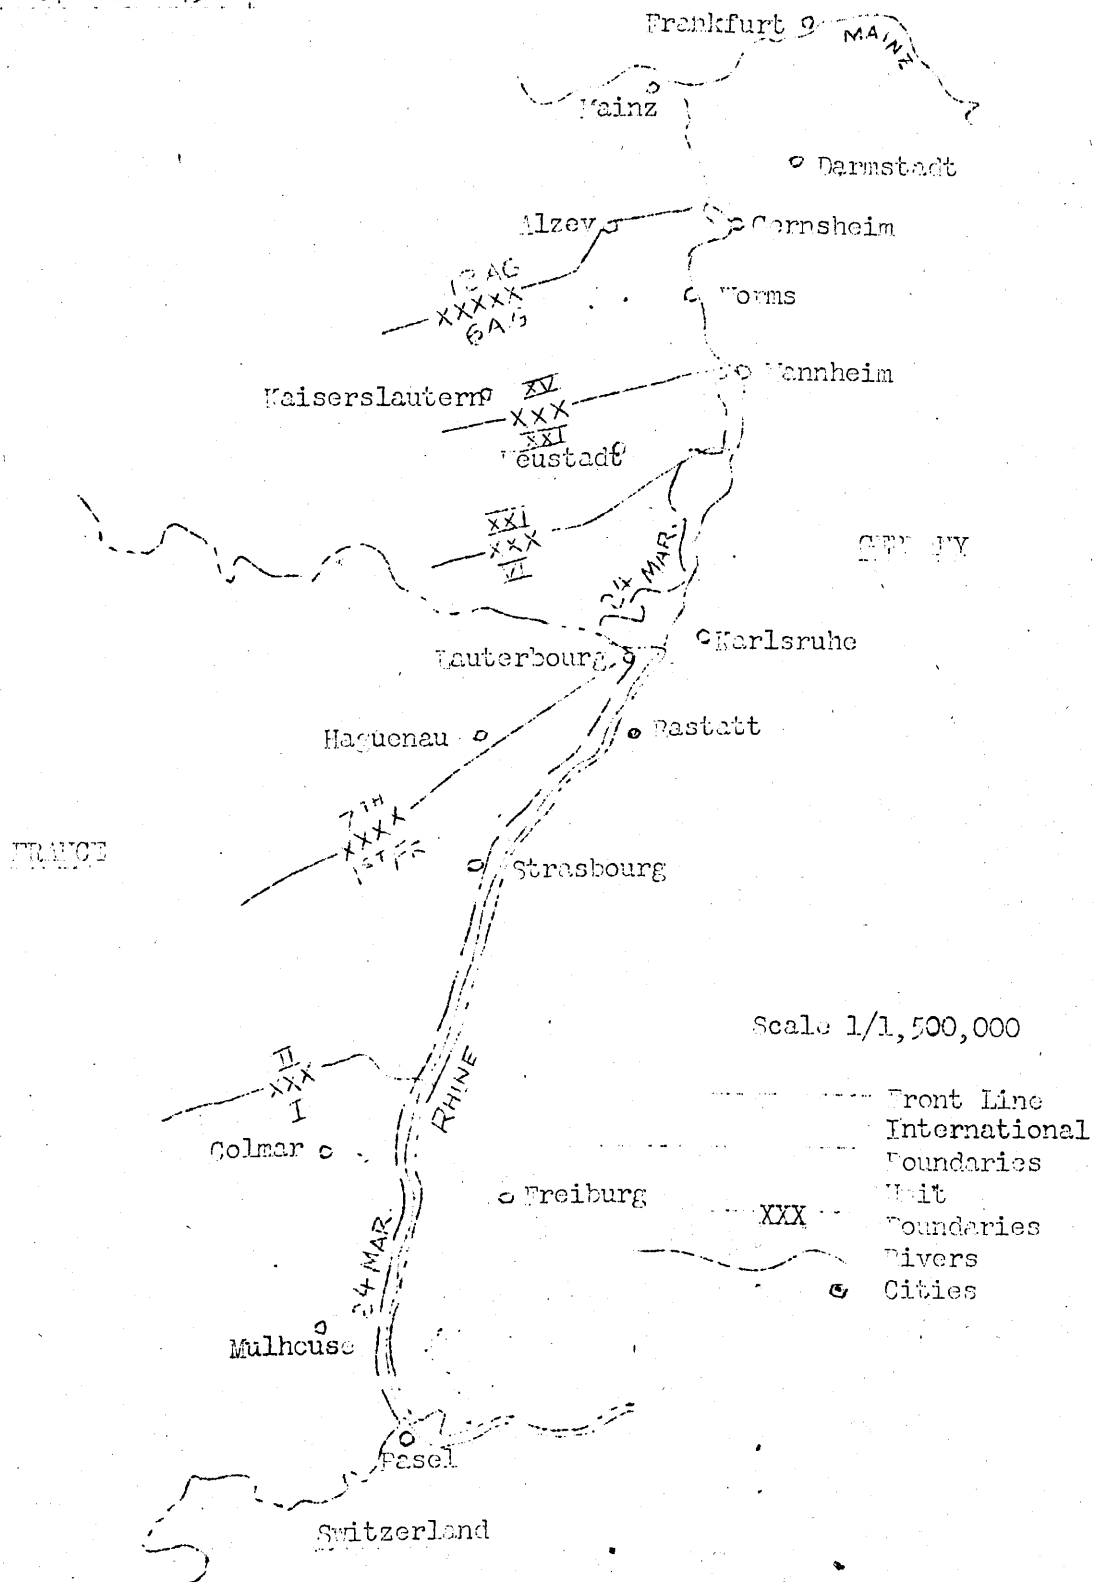 Frankfurt
MAINZ
Mainz
Darmstadt
Alzey
Gernsheim
12 AG
XXXXX
6 AG
Worms
Mannheim
Kaiserslautern
XV
XXX
XXI
Neustadt
XXI
XXX
VI
24 MAR.
GERMANY
Karlsruhe
Lauterbourg
Haguenau
Rastatt
7TH
XXXX
1ST FR
FRANCE
Strasbourg
Scale 1/1,500,000
II
XXX
I
RHINE
Front Line
International
Boundaries
Colmar
Freiburg
Unit
XXX
Boundaries
Rivers
Cities
24 MAR.
Mulhouse
Basel
Switzerland